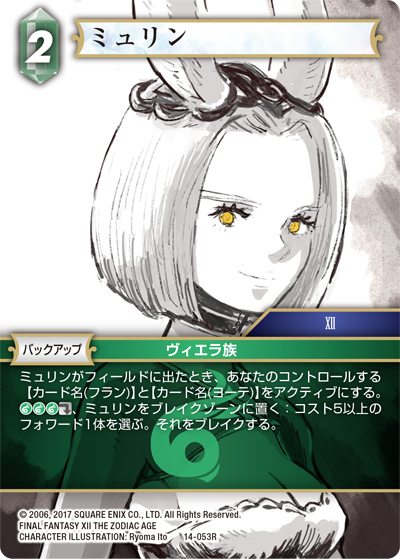 2
ミュリン
XII
バックアップ
ヴィエラ族
ミュリンがフィールドに出たとき、あなたのコントロールする
【カード名(フラン)】と【カード名(ヨーテ)】をアクティブにする。
、ミュリンをブレイクゾーンに置く：コスト5以上の
フォワード1体を選ぶ。それをブレイクする。
© 2006, 2017 SQUARE ENIX CO., LTD. All Rights Reserved.
FINAL FANTASY XII THE ZODIAC AGE
CHARACTER ILLUSTRATION: Ryoma Ito 14-053R